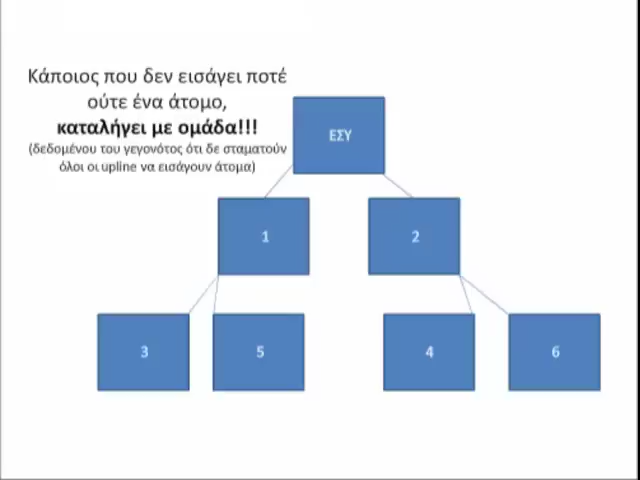 Κάποιος που δεν εισάγει ποτέ
ούτε ένα άτομο,
καταλήγει με ομάδα!!!
(δεδομένου του γεγονότος ότι δε σταματούν
όλοι οι upline να εισάγουν άτομα)
ΕΣΥ
1
2
3
5
4
6